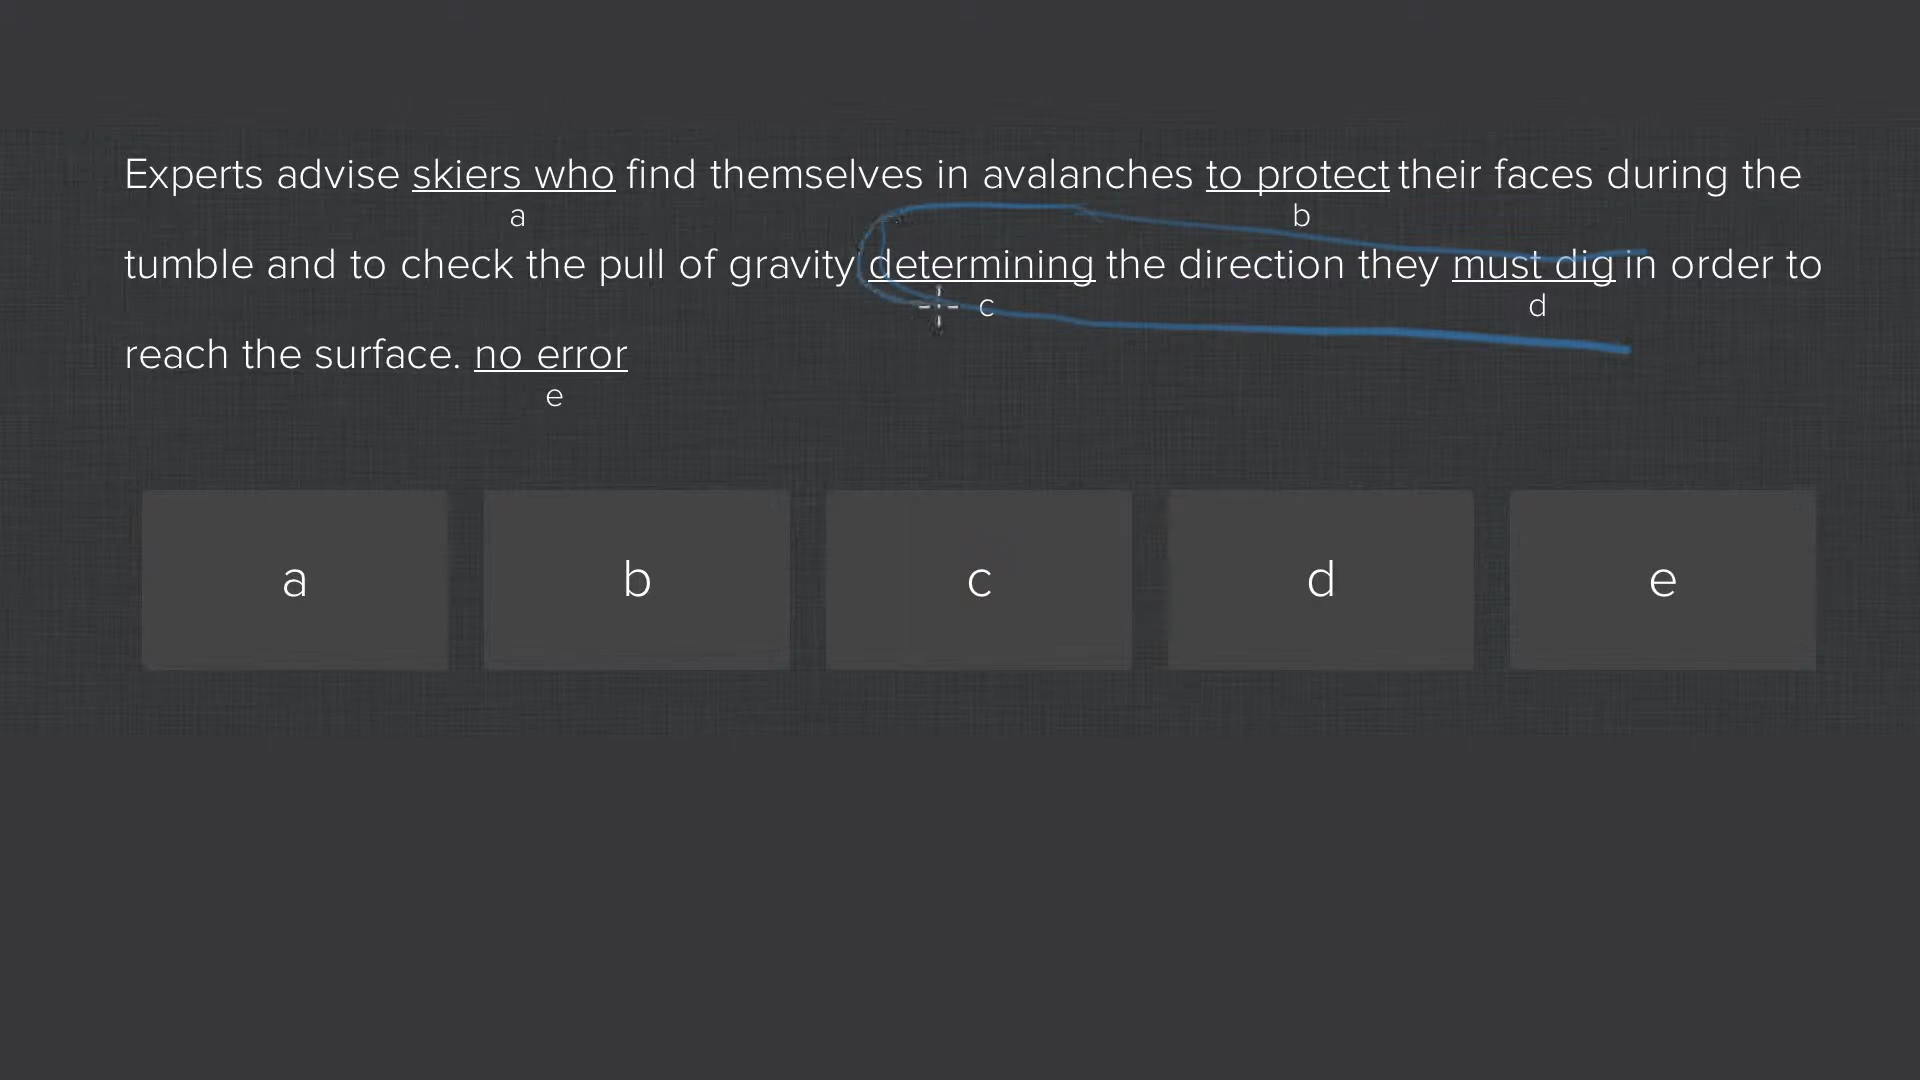 Experts advise skiers who find themselves in avalanches to protect their faces during the
a b
tumble and to check the pull of gravity determining the direction they must dig in order to
c d
reach the surface. no error
e
a b c d e